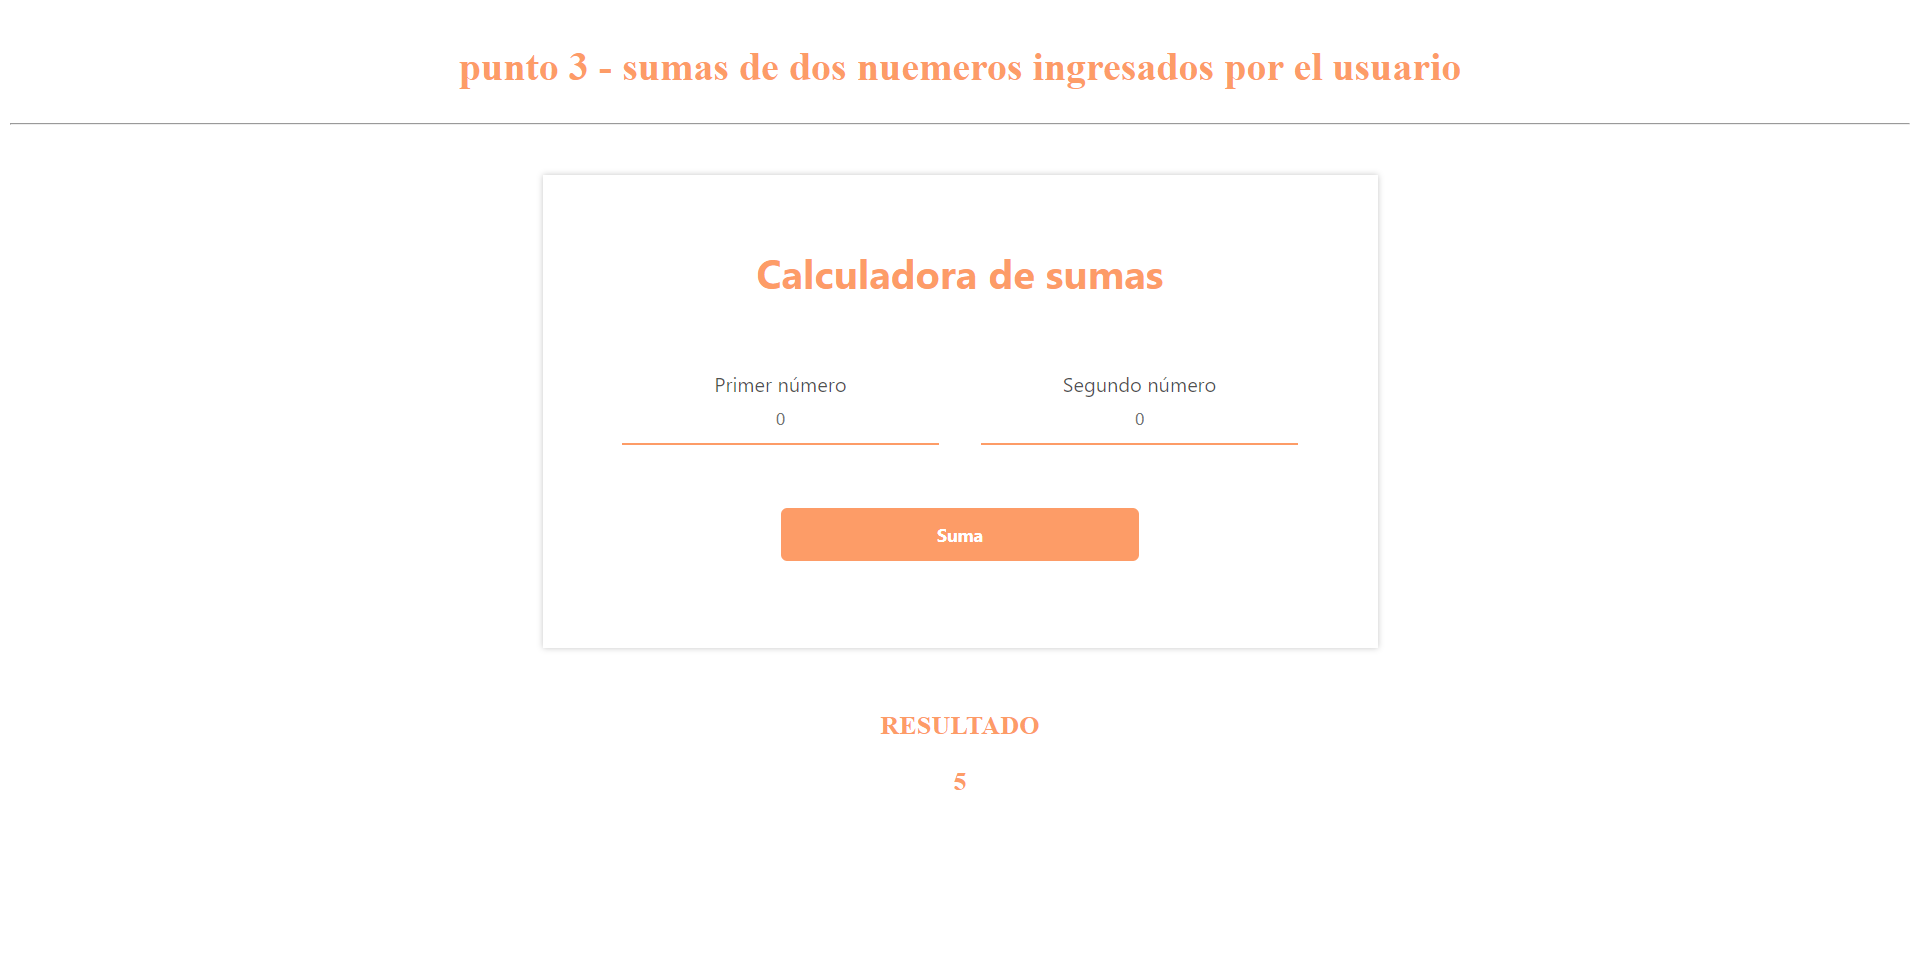 punto 3 - sumas de dos nuemeros ingresados por el usuario
Calculadora de sumas
Primer número
Segundo número
0
0
Suma
RESULTADO
5